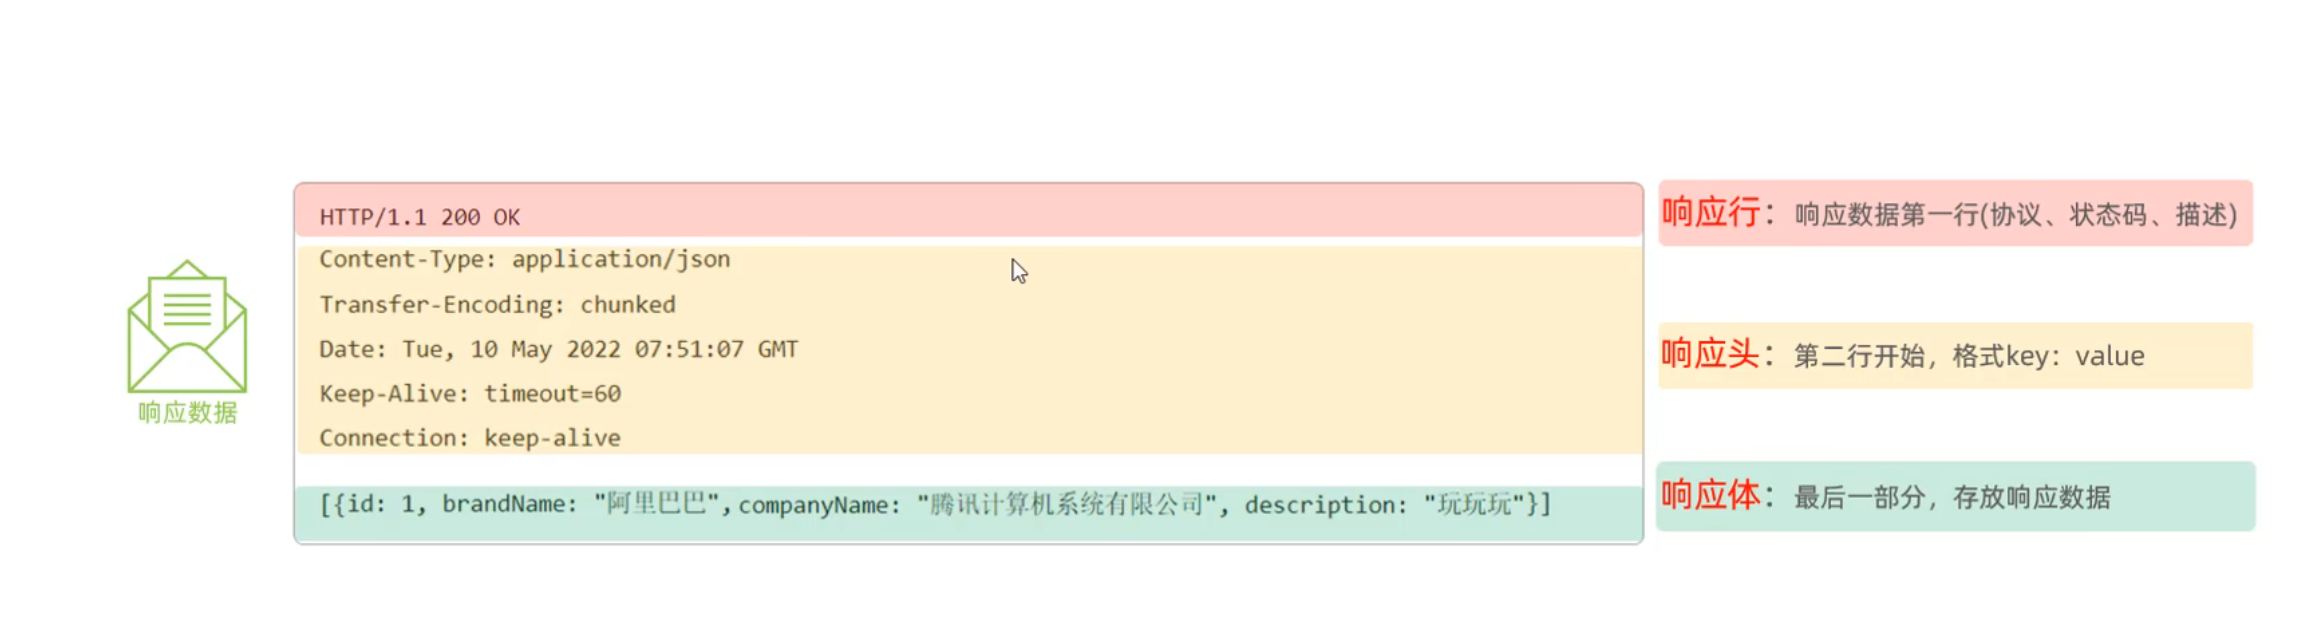 HTTP/1.1 200 OK
响应行：响应数据第一行(协议、状态码、描述)
Content-Type: application/json
Transfer-Encoding: chunked
Date: Tue, 10 May 2022 07:51:07 GMT
Keep-Alive: timeout=60
Connection: keep-alive
响应头：第二行开始，格式key：value
响应数据
[{id: 1, brandName: "阿里巴巴", companyName: "腾讯计算机系统有限公司", description: "玩玩玩"}]
响应体：最后一部分，存放响应数据